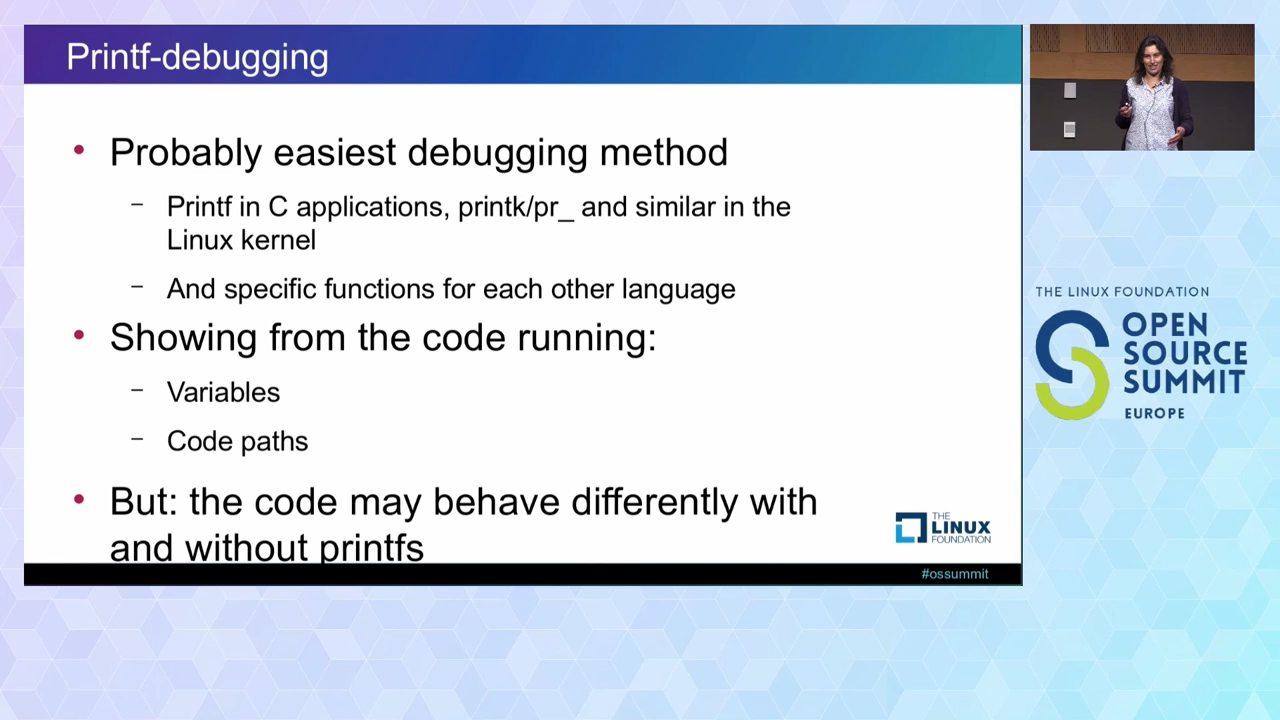 Printf-debugging
• Probably easiest debugging method
– Printf in C applications, printk/pr_ and similar in the
Linux kernel
– And specific functions for each other language
• Showing from the code running:
– Variables
– Code paths
• But: the code may behave differently with
and without printfs
THE
LINUX
FOUNDATION
#ossummit
THE LINUX FOUNDATION
OPEN
SOURCE
SUMMIT
EUROPE